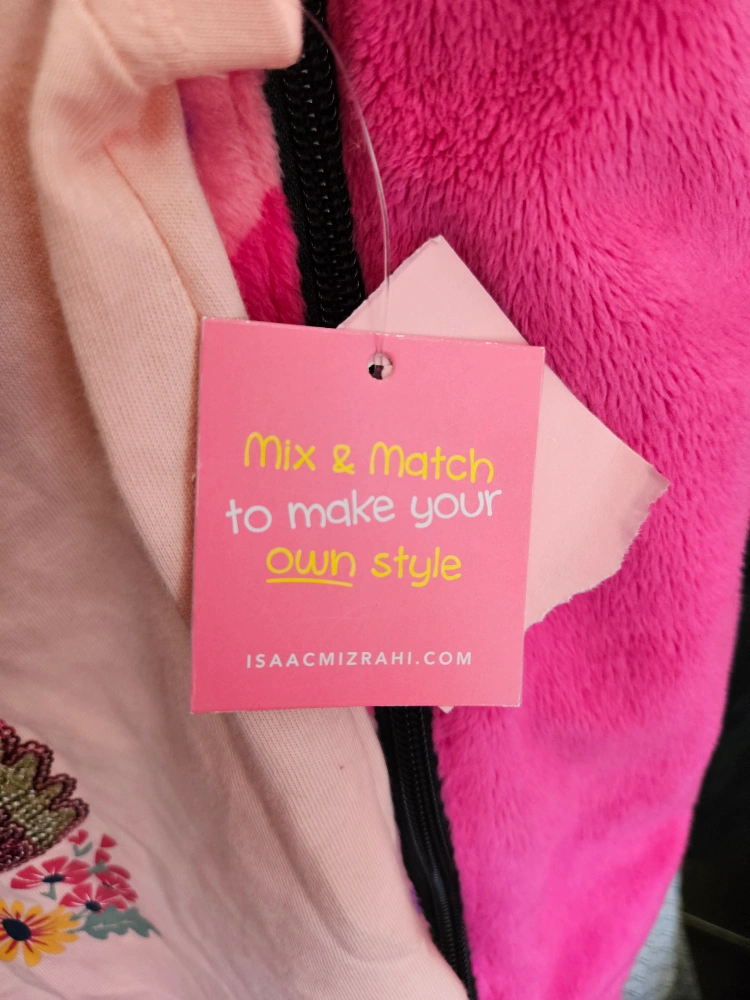 Mix & Match
to make your
own style
ISAACMIZRAHI.COM